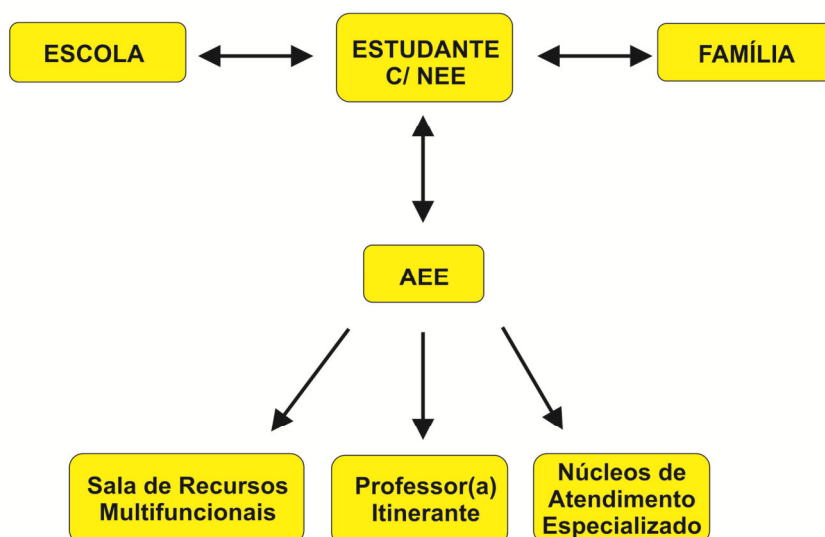 ESCOLA
ESTUDANTE
C/ NEE
FAMÍLIA
AEE
Sala de Recursos
Multifuncionais
Professor(a)
Itinerante
Núcleos de
Atendimento
Especializado